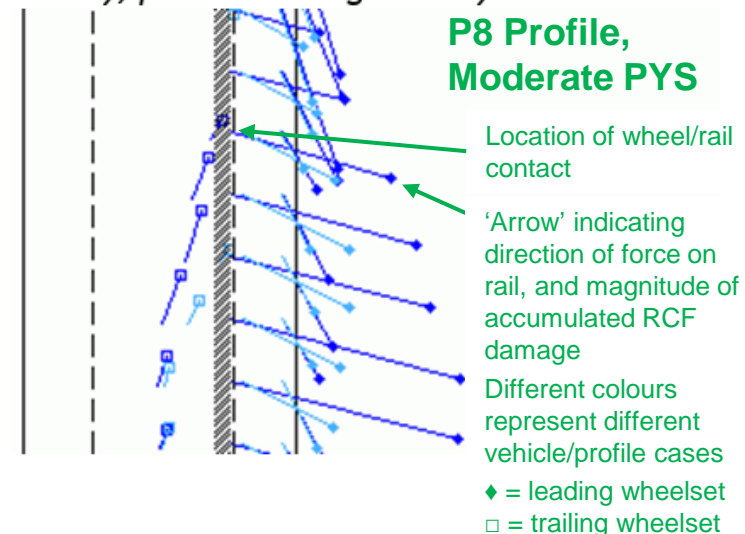 P8 Profile,
Moderate PYS
Location of wheel/rail
contact
‘Arrow’ indicating
direction of force on
rail, and magnitude of
accumulated RCF
damage
Different colours
represent different
vehicle/profile cases
♦ = leading wheelset
□ = trailing wheelset